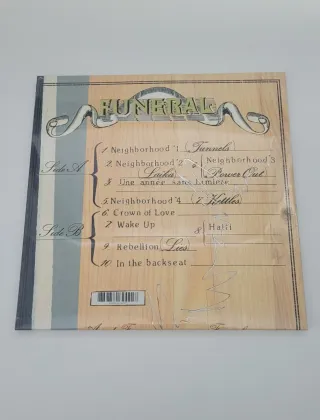 FUNERAL
Side A
1. Neighborhood #1 (Tunnels)
2. Neighborhood #2 (Laika)
Neighborhood #3 (Power Out)
3 Une année sans lumière
5. Neighborhood #4 (7 Kettles)
Side B
6. Crown of Love
7 Wake Up
8 Haïti
9. Rebellion (Lies)
10. In the backseat